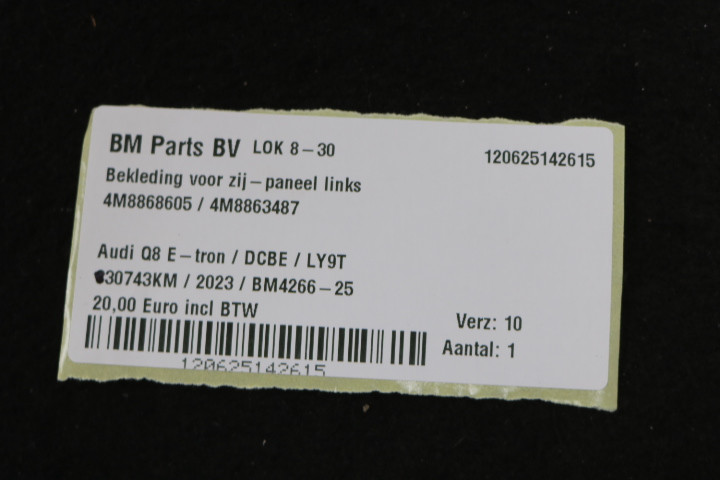 BM Parts BV LOK 8-30 120625142615
Bekleding voor zij-paneel links
4M8868605 / 4M8863487
Audi Q8 E-tron / DCBE / LY9T
30743KM / 2023 / BM4266-25
20,00 Euro incl BTW
Verz: 10
Aantal: 1
120625142615